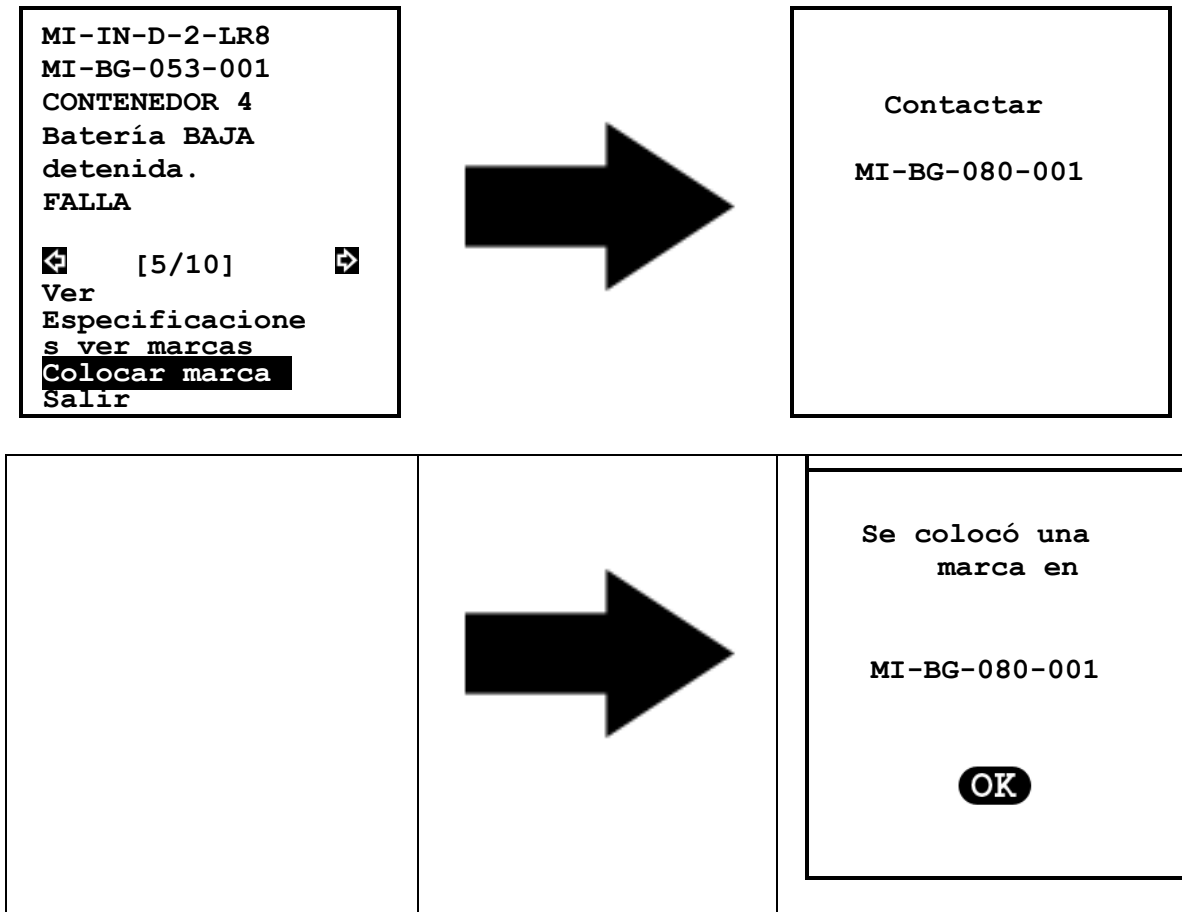 MI-IN-D-2-LR8
MI-BG-053-001
CONTENEDOR 4
Batería BAJA
detenida.
FALLA
[5/10]
Ver
Especificacione
s ver marcas
Colocar marca
Salir
Contactar
MI-BG-080-001
Se colocó una
marca en
MI-BG-080-001
OK